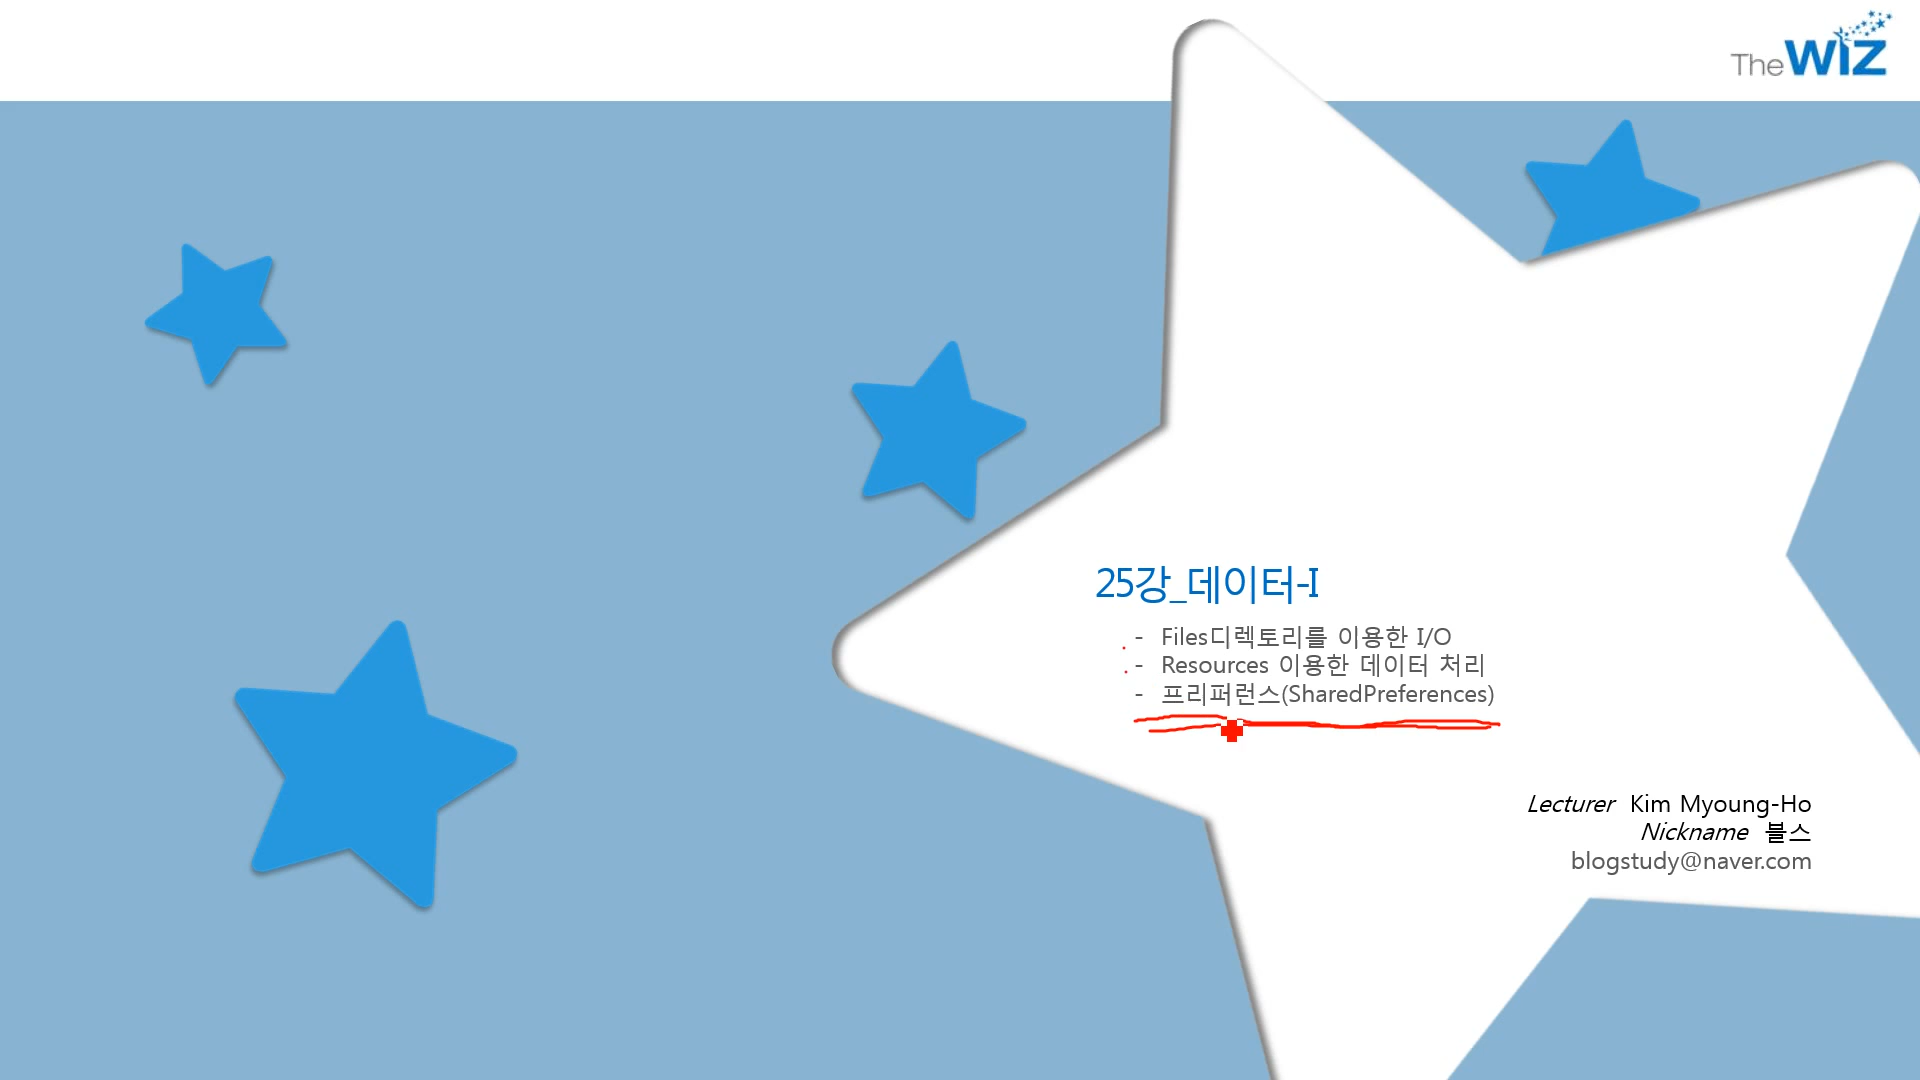 The WIZ
25강_데이터-I
- Files디렉토리를 이용한 I/O
- Resources 이용한 데이터 처리
- 프리퍼런스(SharedPreferences)
Lecturer Kim Myoung-Ho
Nickname 블스
blogstudy@naver.com